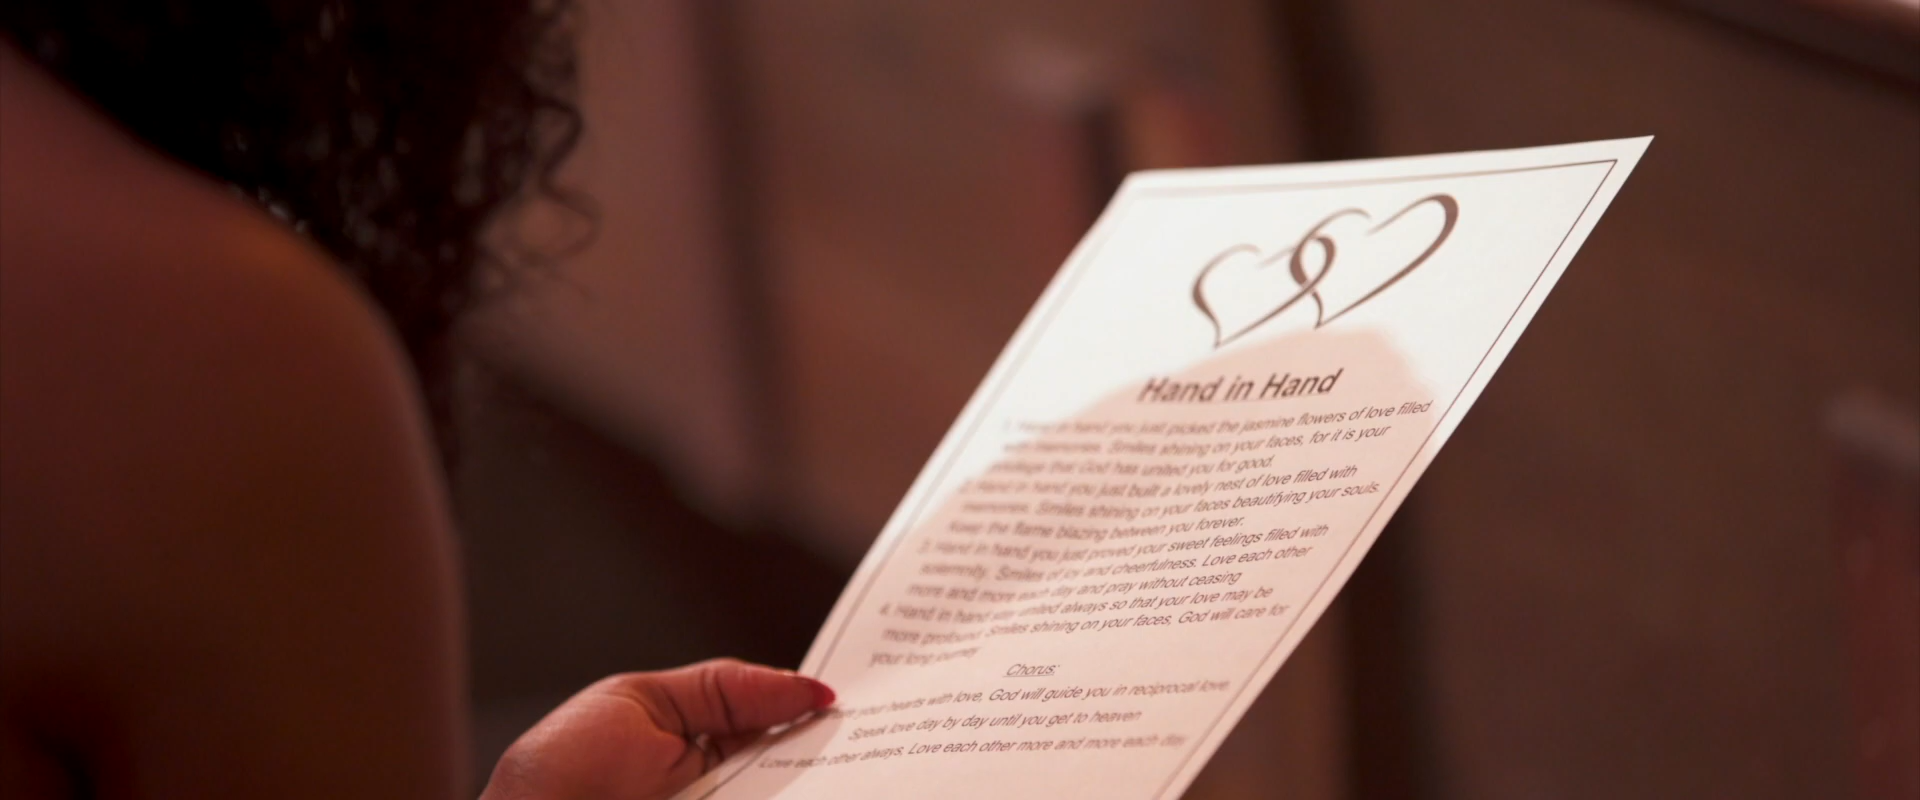 Hand in Hand
1. Hand in hand you just picked the jasmine flowers of love filled
with memories. Smiles shining on your faces, for it is your
privilege that God has united you for good.
2. Hand in hand you just built a lovely nest of love filled with
memories. Smiles shining on your faces beautifying your souls.
Keep the flame blazing between you forever.
3. Hand in hand you just proved your sweet feelings filled with
solemnity. Smiles of joy and cheerfulness. Love each other
more and more each day and pray without ceasing
4. Hand in hand stay united always so that your love may be
more profound. Smiles shining on your faces, God will care for
your long journey
Chorus:
your hearts with love, God will guide you in reciprocal love.
Speak love day by day until you get to heaven
Love each other always. Love each other more and more each day